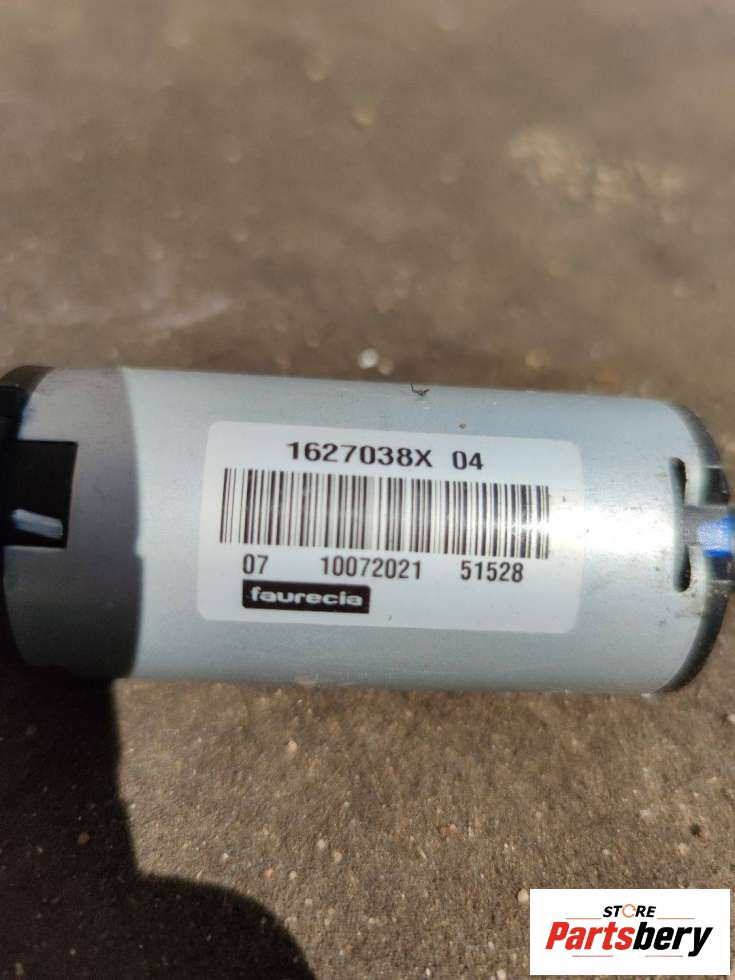 1627038X 04
07 10072021 51528
faurecia
STORE
Partsbery